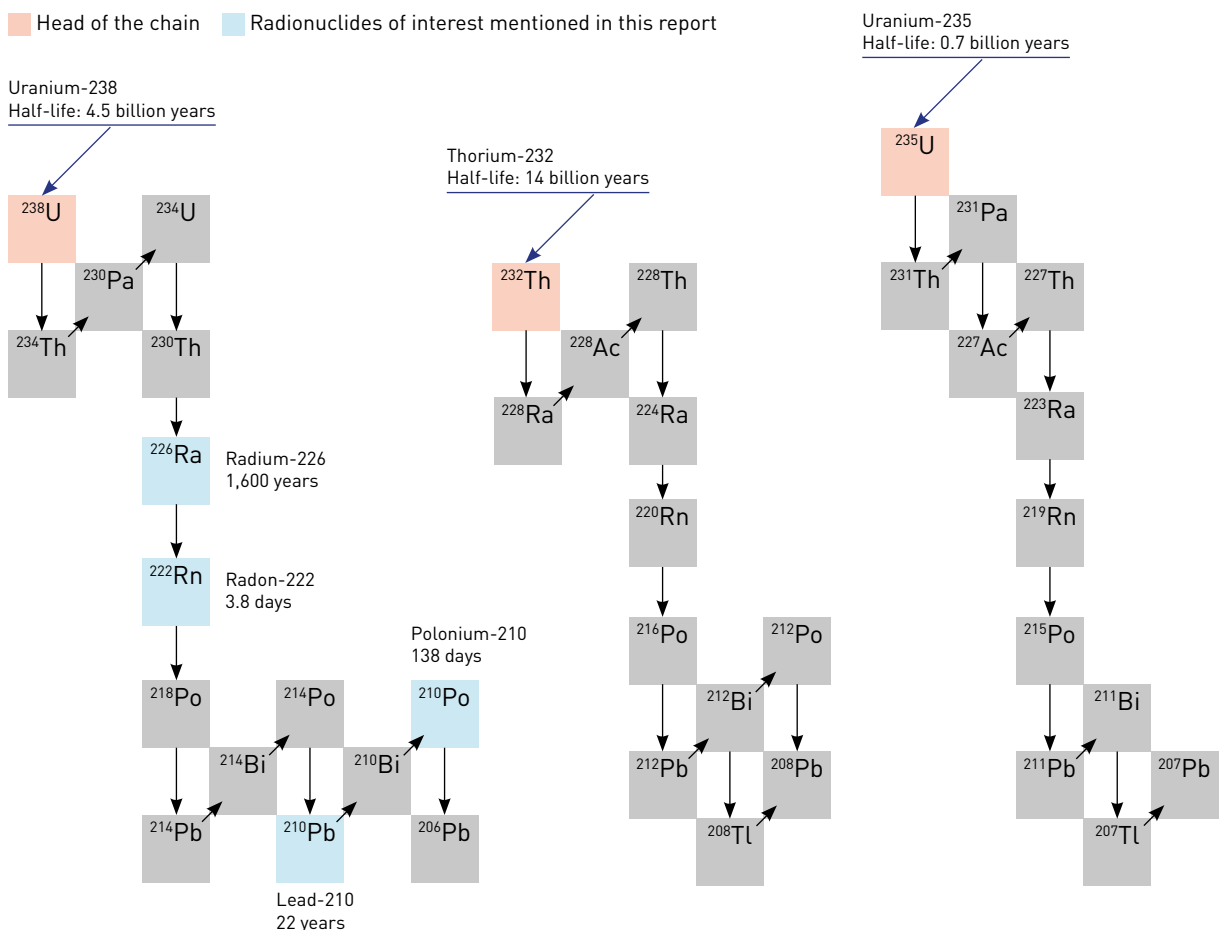 Head of the chain
Radionuclides of interest mentioned in this report
Uranium-238
Half-life: 4.5 billion years
²³⁸U
²³⁴U
²³⁰Pa
²³⁴Th
²³⁰Th
²²⁶Ra
Radium-226
1,600 years
²²²Rn
Radon-222
3.8 days
Polonium-210
138 days
²¹⁸Po
²¹⁴Po
²¹⁰Po
²¹⁴Bi
²¹⁰Bi
²¹⁴Pb
²¹⁰Pb
²⁰⁶Pb
Lead-210
22 years
Thorium-232
Half-life: 14 billion years
²³²Th
²²⁸Th
²²⁸Ac
²²⁸Ra
²²⁴Ra
²²⁰Rn
²¹⁶Po
²¹²Po
²¹²Bi
²¹²Pb
²⁰⁸Pb
²⁰⁸Tl
Uranium-235
Half-life: 0.7 billion years
²³⁵U
²³¹Pa
²³¹Th
²²⁷Th
²²⁷Ac
²²³Ra
²¹⁹Rn
²¹⁵Po
²¹¹Bi
²¹¹Pb
²⁰⁷Pb
²⁰⁷Tl